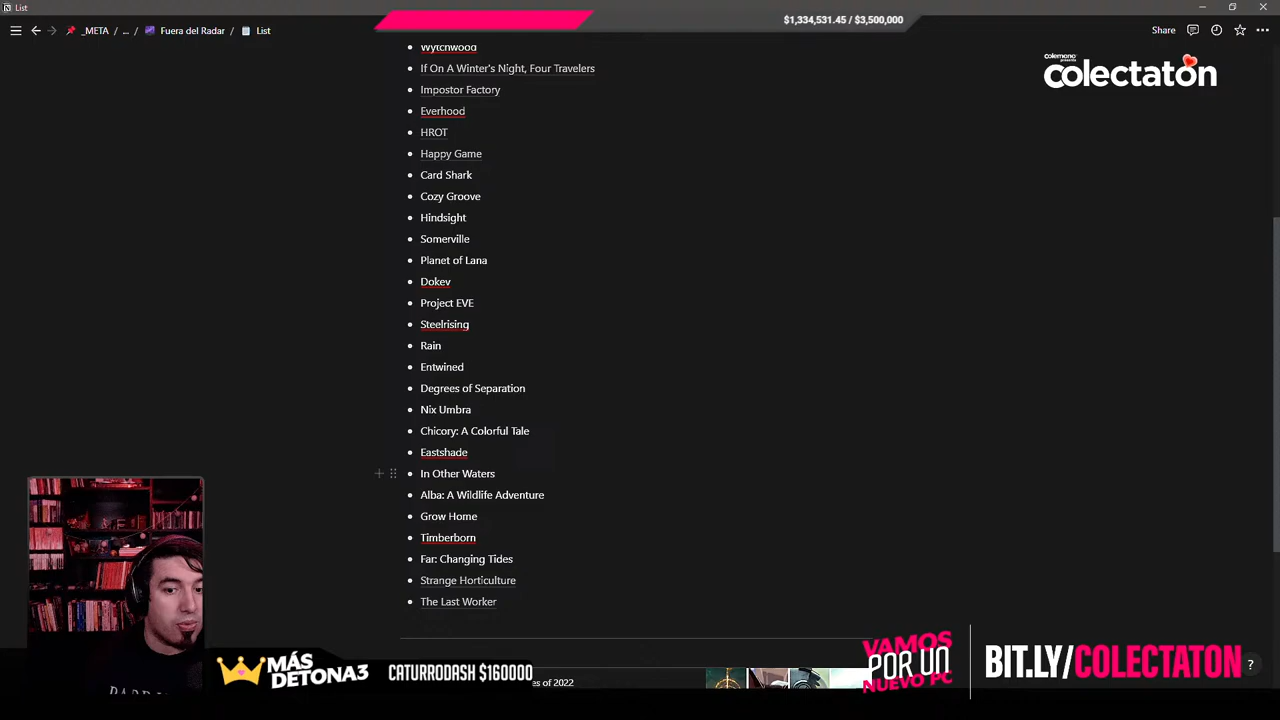 List
_META / ... / Fuera del Radar / List
$1,334,531.45 / $3,500,000
Share
colemono presents
colectatón
Wytchwood
If On A Winter's Night, Four Travelers
Impostor Factory
Everhood
HROT
Happy Game
Card Shark
Cozy Groove
Hindsight
Somerville
Planet of Lana
Dokev
Project EVE
Steelrising
Rain
Entwined
Degrees of Separation
Nix Umbra
Chicory: A Colorful Tale
Eastshade
In Other Waters
Alba: A Wildlife Adventure
Grow Home
Timberborn
Far: Changing Tides
Strange Horticulture
The Last Worker
MÁS
DETONA3
CATURRODASH $160000
es of 2022
VAMOS
POR UN
NUEVO PC
BIT.LY/COLECTATON
?